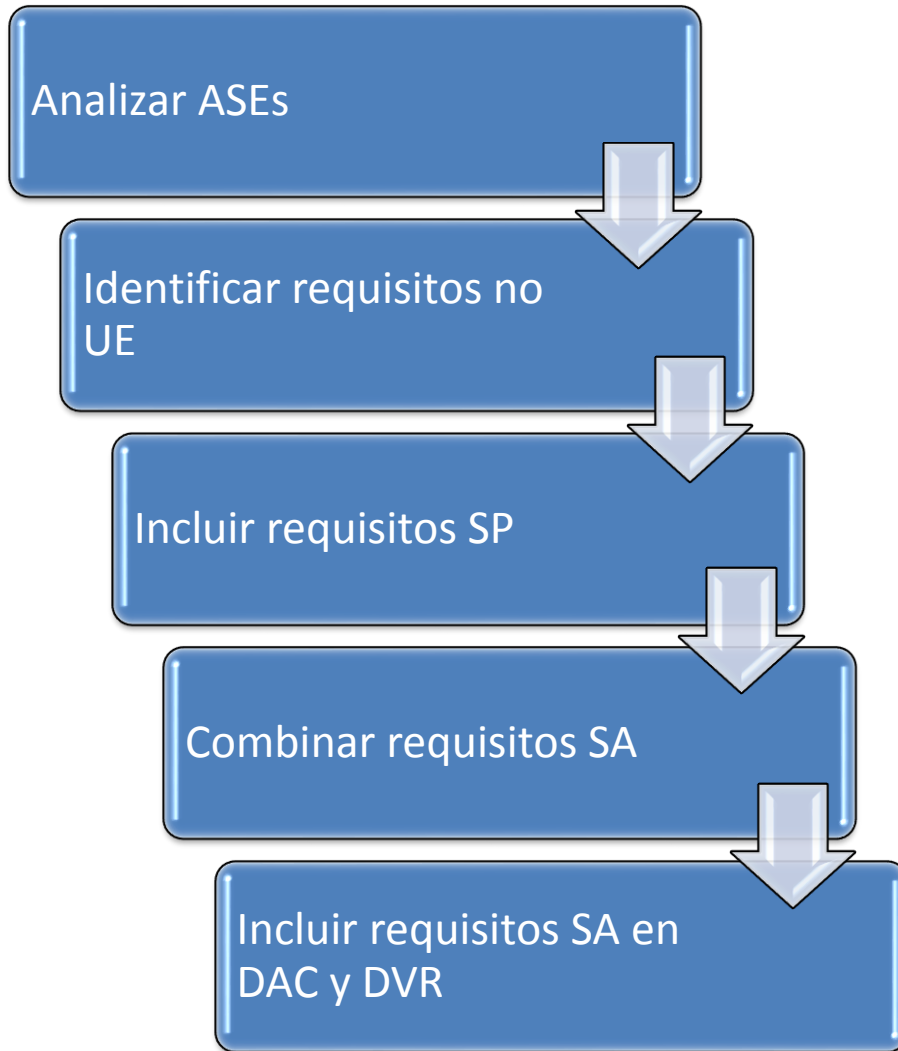 Analizar ASEs
Identificar requisitos no
UE
Incluir requisitos SP
Combinar requisitos SA
Incluir requisitos SA en
DAC y DVR